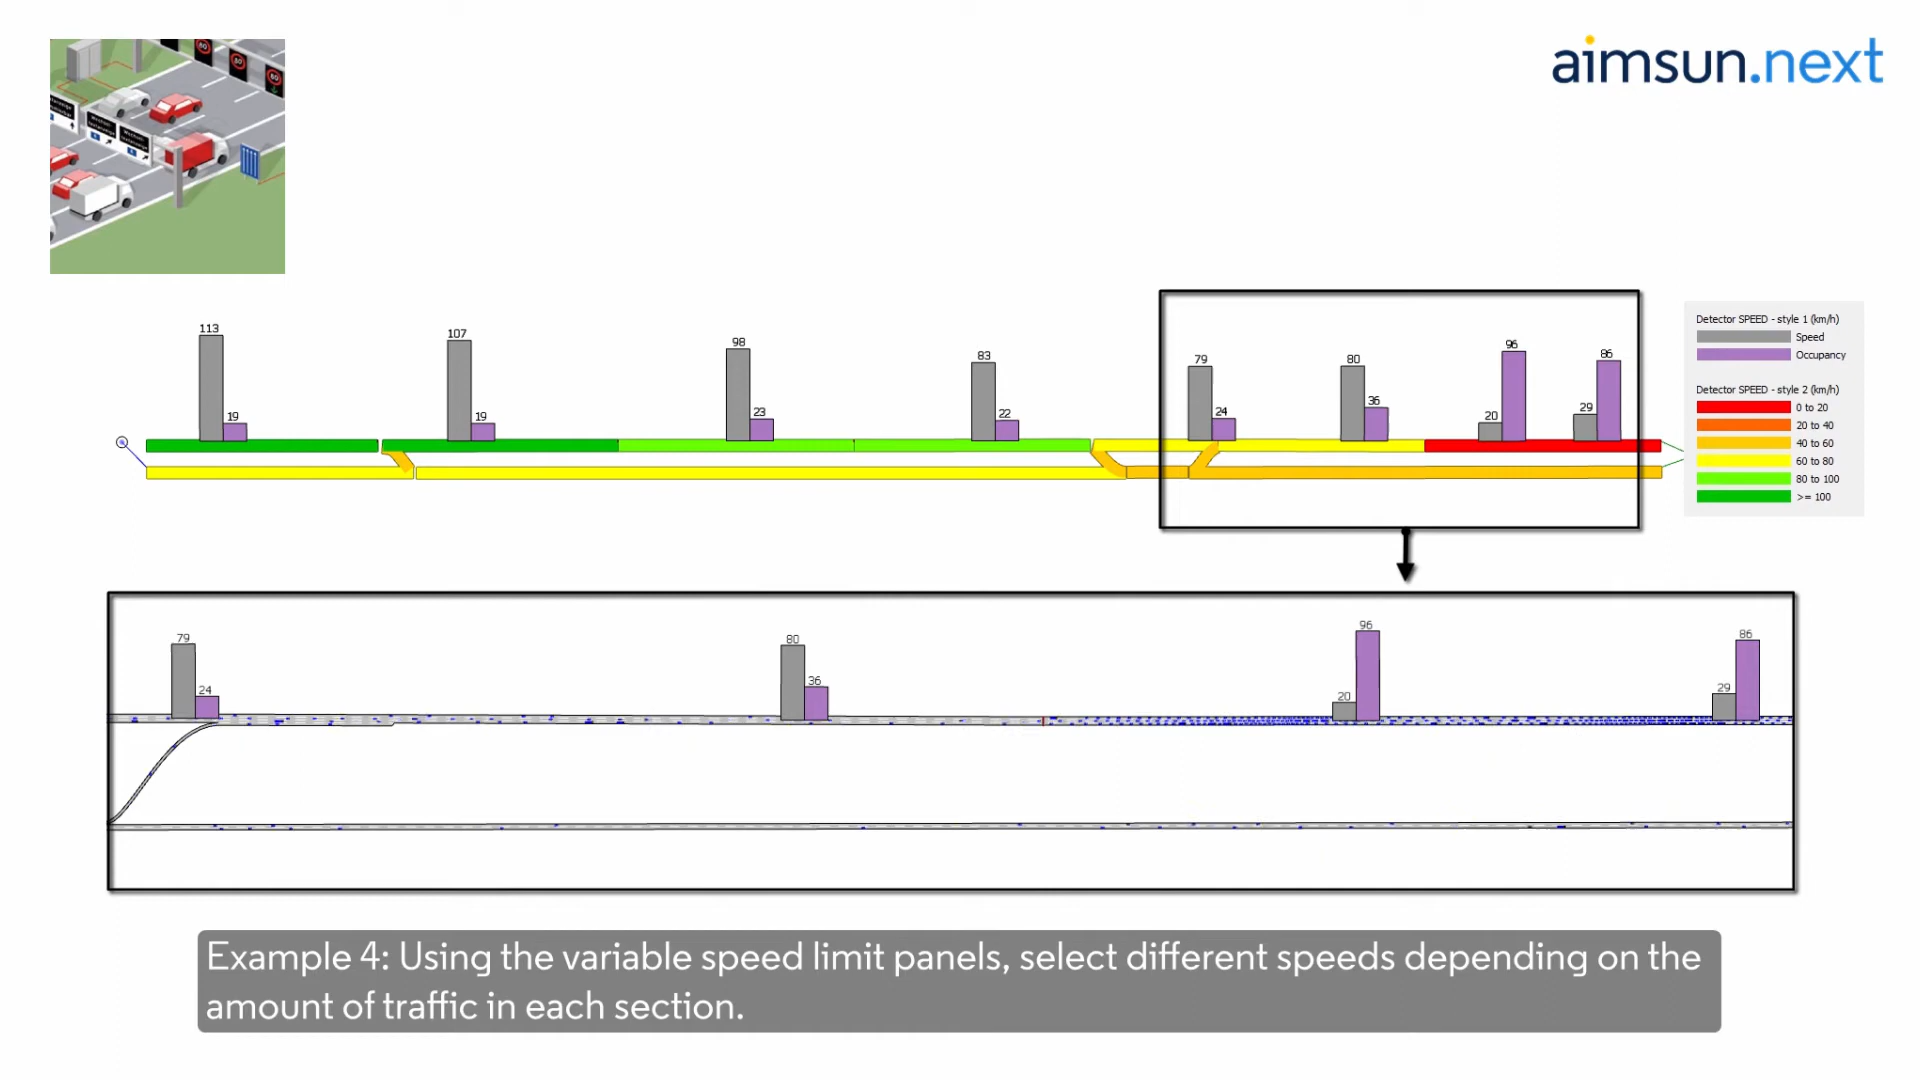 60
60
60
aimsun.next
113
19
107
19
98
23
83
22
79
24
80
36
20
96
29
86
Detector SPEED - style 1 (km/h)
Speed
Occupancy
Detector SPEED - style 2 (km/h)
0 to 20
20 to 40
40 to 60
60 to 80
80 to 100
>= 100
79
24
80
36
20
96
29
86
Example 4: Using the variable speed limit panels, select different speeds depending on the
amount of traffic in each section.